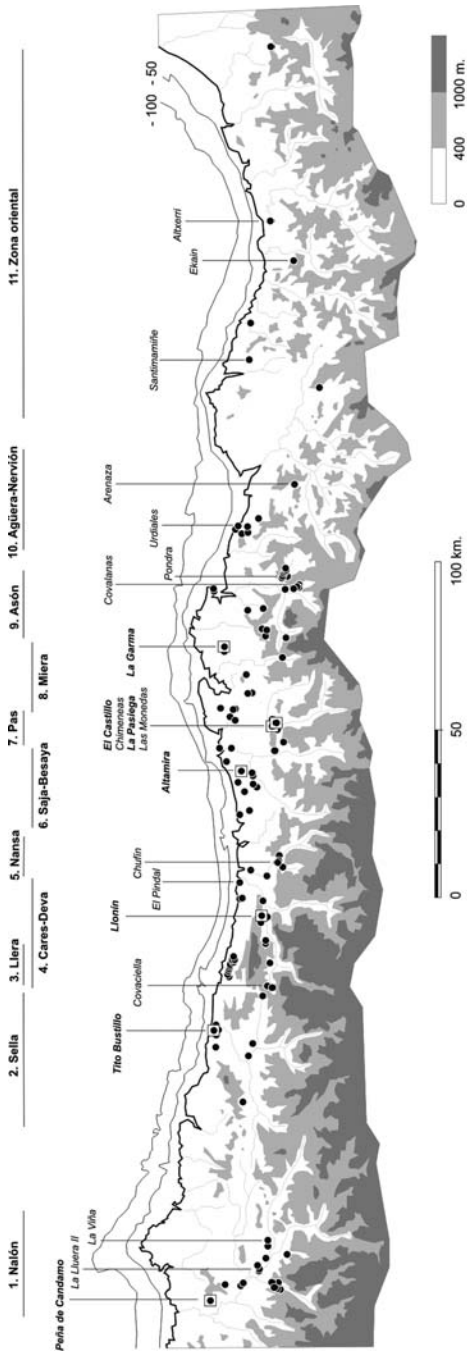 1. Nalón
2. Sella
3. Llera
4. Cares-Deva
5. Nansa
6. Saja-Besaya
7. Pas
8. Miera
9. Asón
10. Agüera-Nervión
11. Zona oriental
Peña de Candamo
La Lluera II
La Viña
Tito Bustillo
Covaciella
Llonín
El Pindal
Chufín
Altamira
El Castillo
Chimeneas
La Pasiega
Las Monedas
La Garma
Covalanas
Pondra
Urdiales
Arenaza
Santimamiñe
Ekain
Altxerri
- 100
- 50
0
50
100 km.
0
400
1000 m.